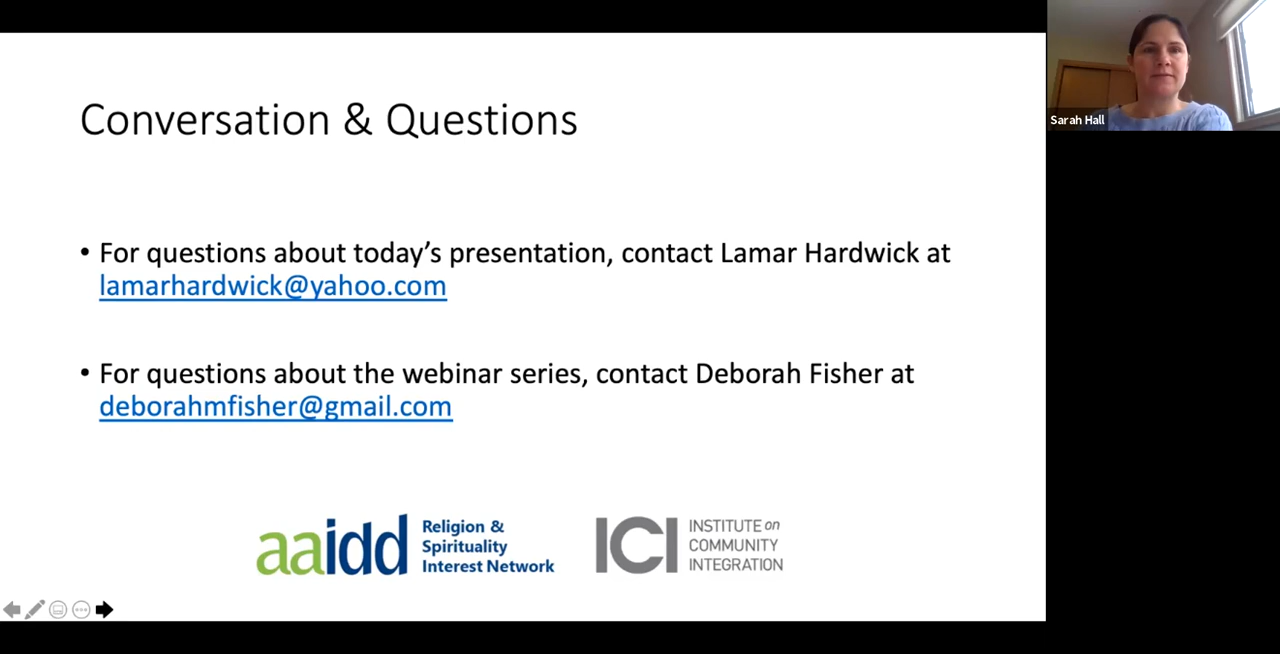 Conversation & Questions
• For questions about today’s presentation, contact Lamar Hardwick at
lamarhardwick@yahoo.com
• For questions about the webinar series, contact Deborah Fisher at
deborahmfisher@gmail.com
aaidd
Religion &
Spirituality
Interest Network
ICI
INSTITUTE on
COMMUNITY
INTEGRATION
Sarah Hall